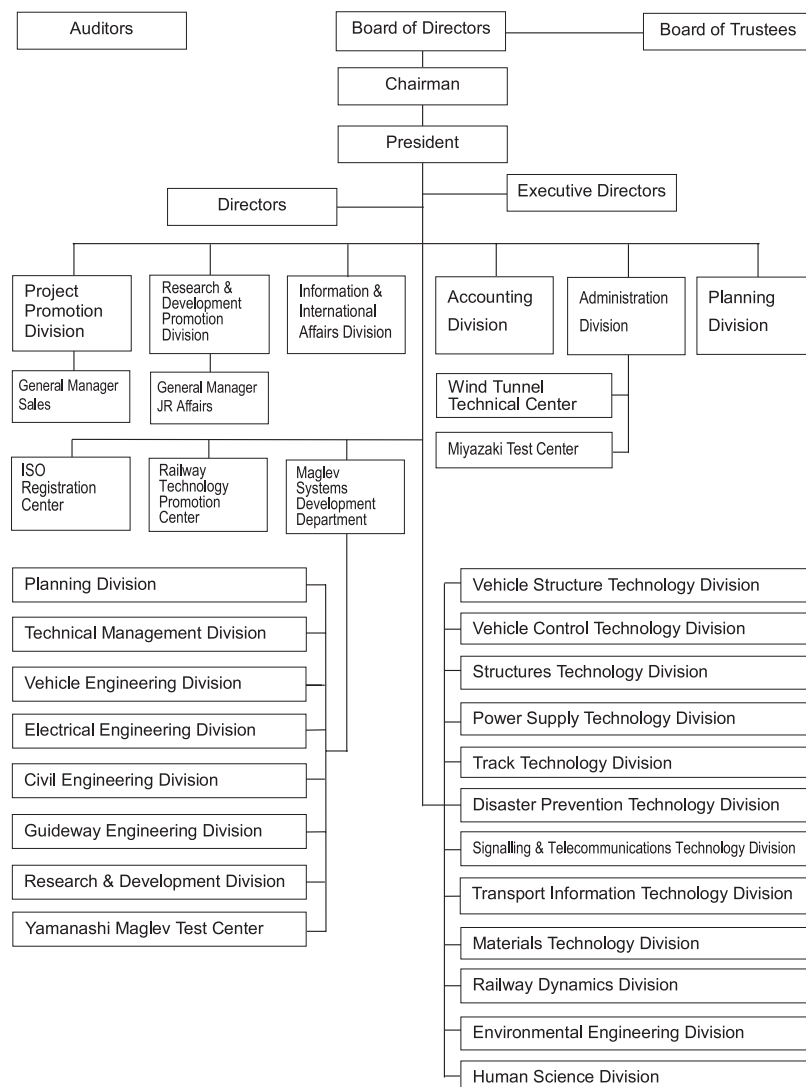 Auditors
Board of Directors
Board of Trustees
Chairman
President
Executive Directors
Directors
Project
Promotion
Division
Research &
Development
Promotion
Division
Information &
International
Affairs Division
Accounting
Division
Administration
Division
Planning
Division
General Manager
Sales
General Manager
JR Affairs
Wind Tunnel
Technical Center
Miyazaki Test Center
ISO
Registration
Center
Railway
Technology
Promotion
Center
Maglev
Systems
Development
Department
Planning Division
Technical Management Division
Vehicle Engineering Division
Electrical Engineering Division
Civil Engineering Division
Guideway Engineering Division
Research & Development Division
Yamanashi Maglev Test Center
Vehicle Structure Technology Division
Vehicle Control Technology Division
Structures Technology Division
Power Supply Technology Division
Track Technology Division
Disaster Prevention Technology Division
Signalling & Telecommunications Technology Division
Transport Information Technology Division
Materials Technology Division
Railway Dynamics Division
Environmental Engineering Division
Human Science Division